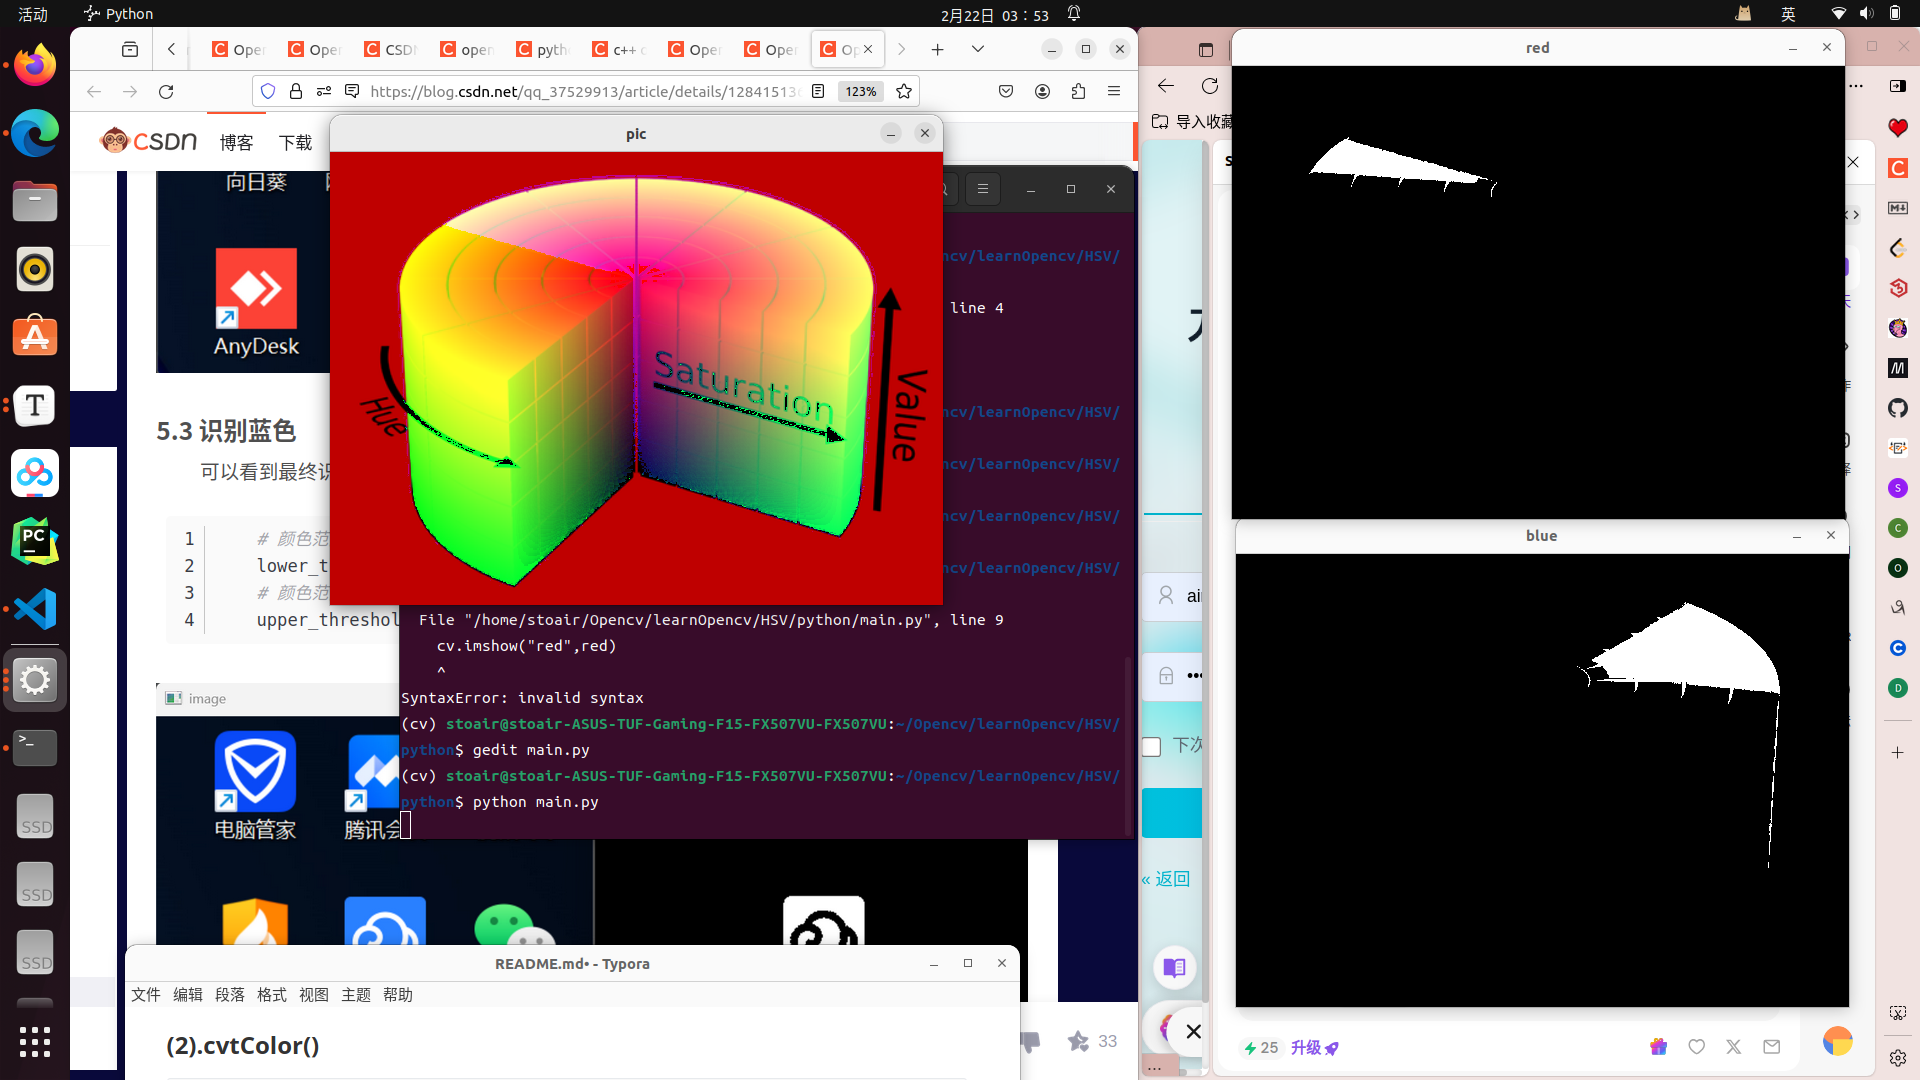 活动
Python
2月22日 03：53
英
Open
Open
CSDN
open
pyth
c++ c
Open
Open
Op
https://blog.csdn.net/qq_37529913/article/details/12841513
123%
导入收藏
CSDN
博客
下载
向日葵
AnyDesk
5.3 识别蓝色
可以看到最终识
1 # 颜色范
2 lower_t
3 # 颜色范
4 upper_threshol
image
电脑管家
腾讯会
33
pic
Hue
Saturation
Value
ncv/learnOpencv/HSV/
line 4
ncv/learnOpencv/HSV/
ncv/learnOpencv/HSV/
ncv/learnOpencv/HSV/
ncv/learnOpencv/HSV/
File "/home/stoair/Opencv/learnOpencv/HSV/python/main.py", line 9
cv.imshow("red",red)
^
SyntaxError: invalid syntax
(cv) stoair@stoair-ASUS-TUF-Gaming-F15-FX507VU-FX507VU:~/Opencv/learnOpencv/HSV/
python$ gedit main.py
(cv) stoair@stoair-ASUS-TUF-Gaming-F15-FX507VU-FX507VU:~/Opencv/learnOpencv/HSV/
python$ python main.py
README.md• - Typora
文件 编辑 段落 格式 视图 主题 帮助
(2).cvtColor()
red
blue
下次
« 返回
25 升级
SSD
SSD
SSD